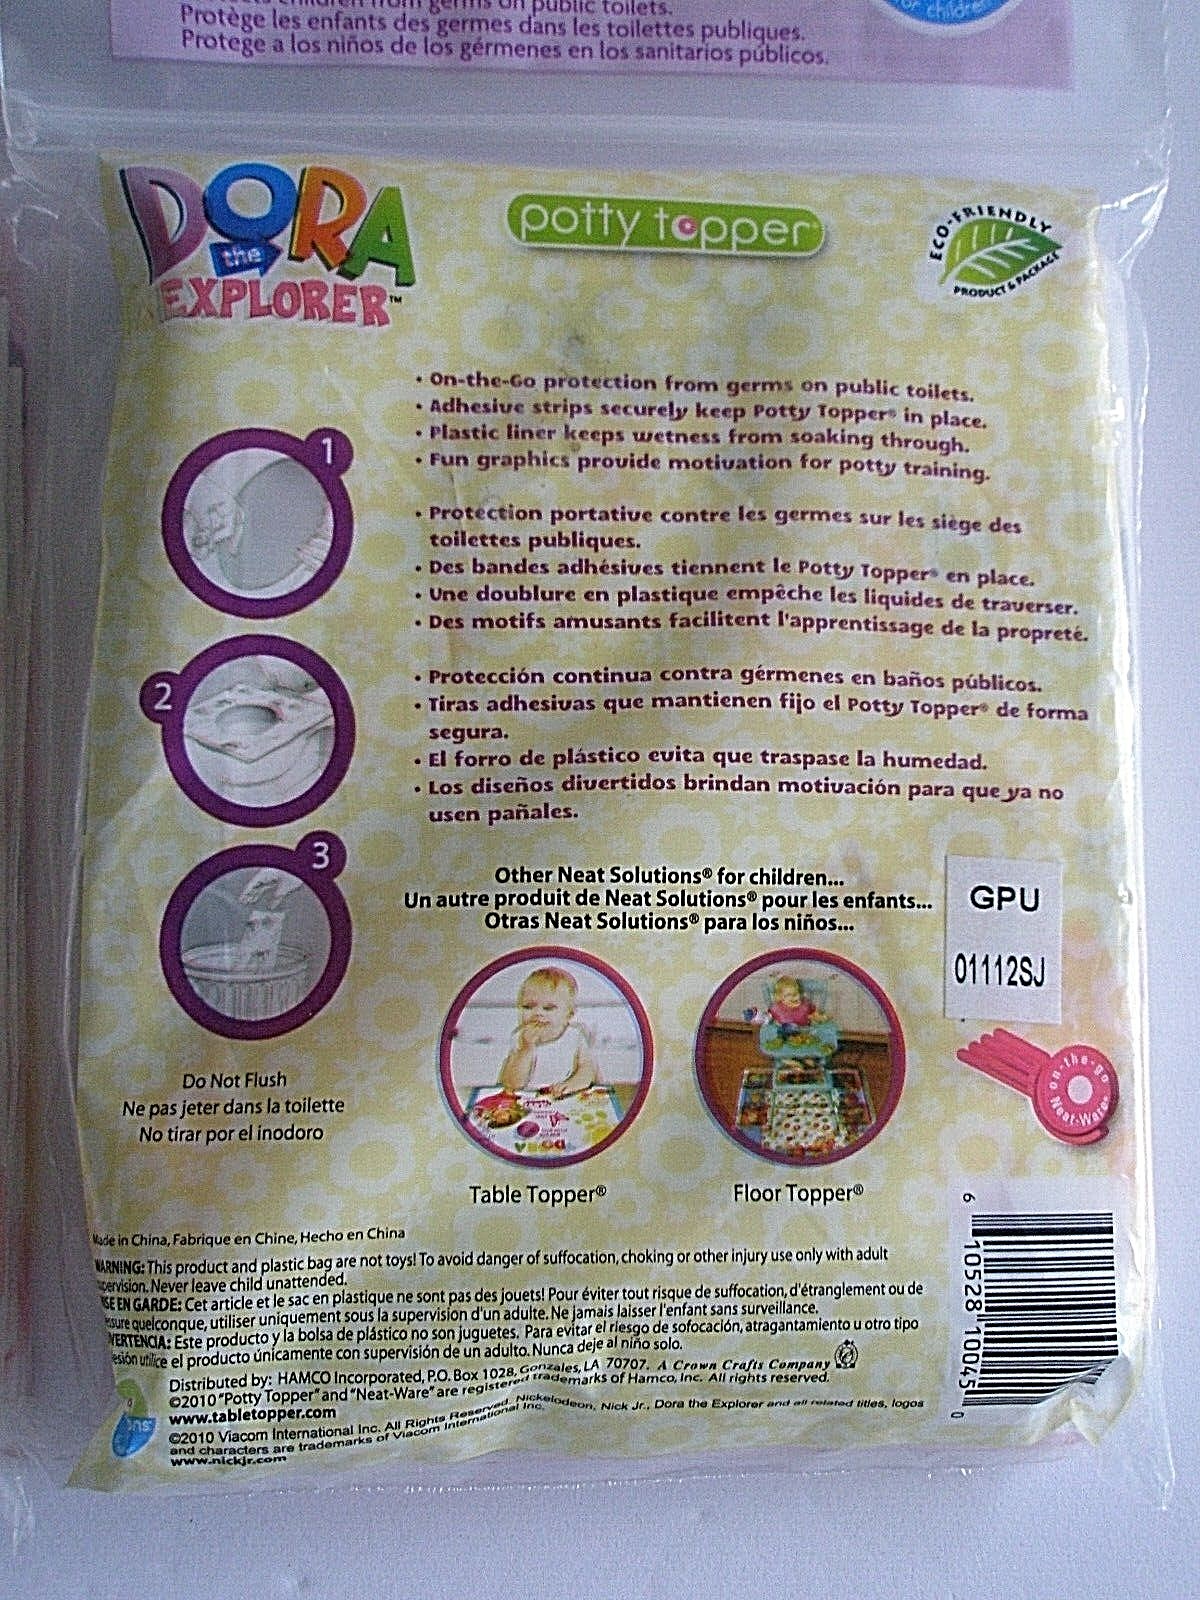 germs on public toilets.
Protège les enfants des germes dans les toilettes publiques.
Protege a los niños de los gérmenes en los sanitarios públicos.
or children
DORA
the
EXPLORER™
potty topper
ECO-FRIENDLY
PRODUCT & PACKAGE
• On-the-Go protection from germs on public toilets.
• Adhesive strips securely keep Potty Topper® in place.
• Plastic liner keeps wetness from soaking through.
• Fun graphics provide motivation for potty training.
• Protection portative contre les germes sur les siège des
toilettes publiques.
• Des bandes adhésives tiennent le Potty Topper® en place.
• Une doublure en plastique empêche les liquides de traverser.
• Des motifs amusants facilitent l'apprentissage de la propreté.
• Protección continua contra gérmenes en baños públicos.
• Tiras adhesivas que mantienen fijo el Potty Topper® de forma
segura.
• El forro de plástico evita que traspase la humedad.
• Los diseños divertidos brindan motivación para que ya no
usen pañales.
1
2
3
Do Not Flush
Ne pas jeter dans la toilette
No tirar por el inodoro
Other Neat Solutions® for children...
Un autre produit de Neat Solutions® pour les enfants...
Otras Neat Solutions® para los niños...
DORA
Table Topper®
Floor Topper®
GPU
01112SJ
on-the-go
Neat-Ware
6 10528 10045 0
Made in China, Fabrique en Chine, Hecho en China
WARNING: This product and plastic bag are not toys! To avoid danger of suffocation, choking or other injury use only with adult
pervision. Never leave child unattended.
SE EN GARDE: Cet article et le sac en plastique ne sont pas des jouets! Pour éviter tout risque de suffocation, d'étranglement ou de
ssure quelconque, utiliser uniquement sous la supervision d'un adulte. Ne jamais laisser l'enfant sans surveillance.
VERTENCIA: Este producto y la bolsa de plástico no son juguetes. Para evitar el riesgo de sofocación, atragantamiento u otro tipo
esión utilice el producto únicamente con supervisión de un adulto. Nunca deje al niño solo.
Distributed by: HAMCO Incorporated, P.O. Box 1028, Gonzales, LA 70707. A Crown Crafts Company
©2010 "Potty Topper" and "Neat-Ware" are registered trademarks of Hamco, Inc. All rights reserved.
www.tabletopper.com
©2010 Viacom International Inc. All Rights Reserved. Nickelodeon, Nick Jr., Dora the Explorer and all related titles, logos
and characters are trademarks of Viacom International Inc.
www.nickjr.com
ons